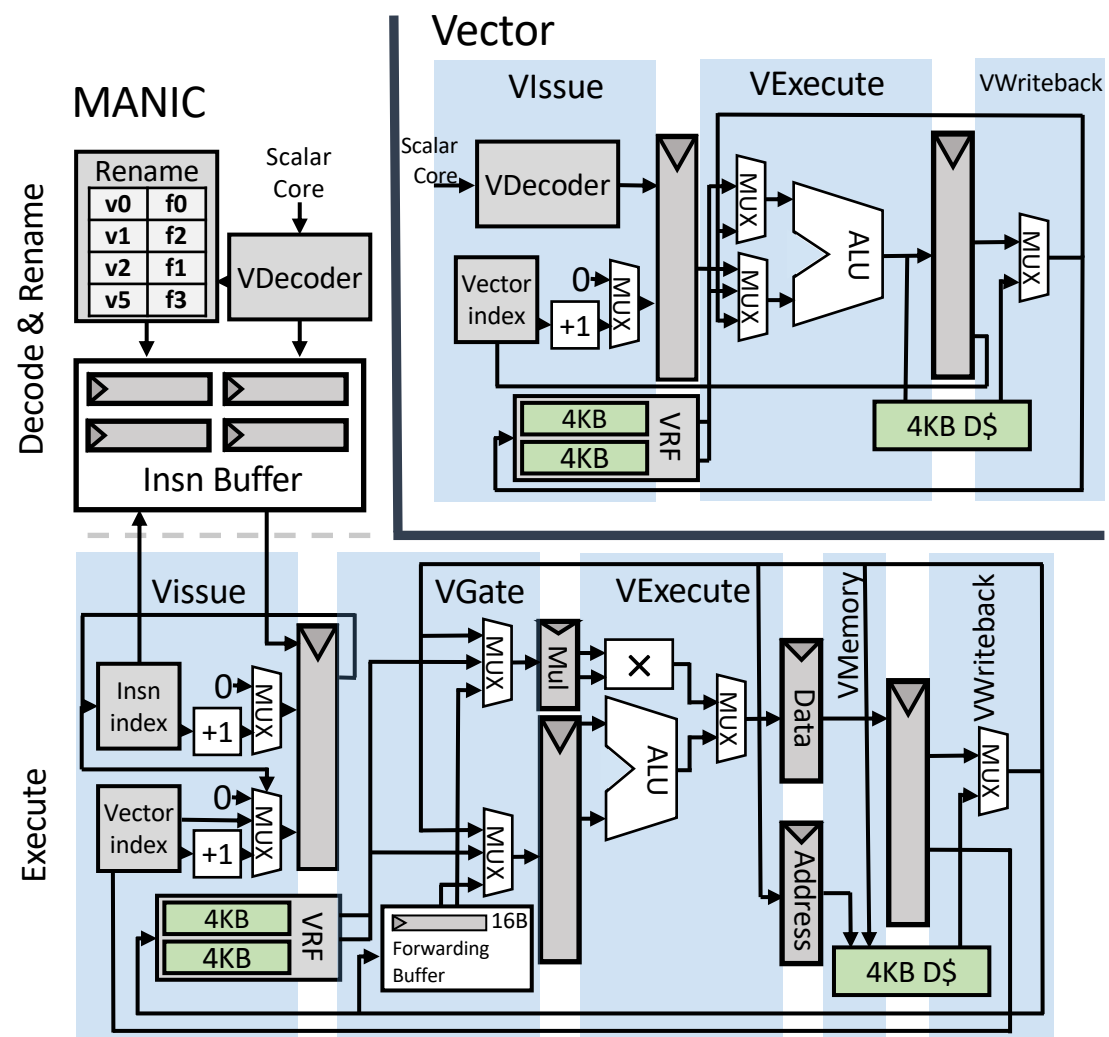 Vector
VIssue
VExecute
VWriteback
MANIC
Scalar
Core
VDecoder
MUX
ALU
MUX
MUX
Vector
index
0
+1
MUX
4KB
4KB
VRF
4KB D$
Decode & Rename
Rename
v0 f0
v1 f2
v2 f1
v5 f3
Scalar
Core
VDecoder
Insn Buffer
Execute
Vissue
VGate
VExecute
VMemory
VWriteback
Insn
index
0
+1
MUX
Vector
index
0
+1
MUX
4KB
4KB
VRF
MUX
MUX
16B
Forwarding
Buffer
Mul
×
ALU
MUX
Data
Address
MUX
4KB D$